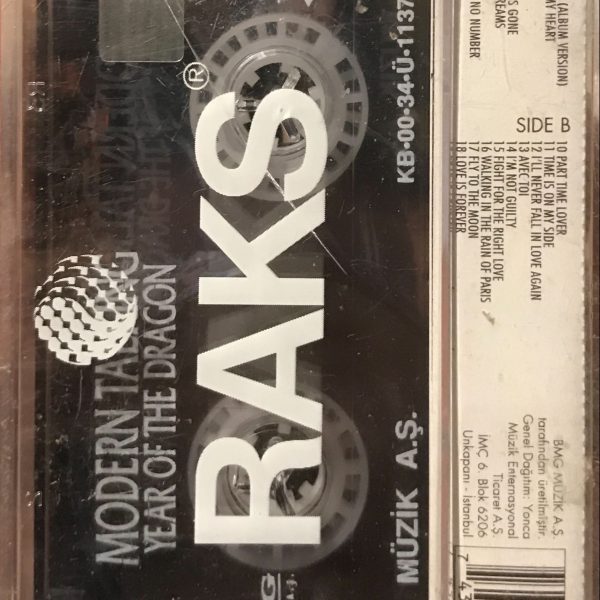 MODERN TALKING
YEAR OF THE DRAGON
RAKS®
MÜZİK A.Ş.
KB·00·34·Ü·1137
(ALBUM VERSION)
MY HEART
S GONE
REAMS
NO NUMBER
SIDE B
10 PART TIME LOVER
11 TIME IS ON MY SIDE
12 I'LL NEVER FALL IN LOVE AGAIN
13 AVEC TOI
14 I'M NOT GUILTY
15 FIGHT FOR THE RIGHT LOVE
16 WALKING IN THE RAIN OF PARIS
17 FLY TO THE MOON
18 LOVE IS FOREVER
BMG MÜZİK A.Ş.
tarafından üretilmiştir.
Genel Dağıtım: Yonca
Müzik Enternasyonal
Ticaret A.Ş.
İMÇ 6. Blok 6206
Unkapanı - İstanbul
7 43